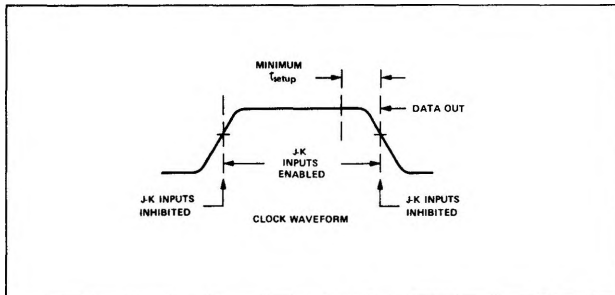 MINIMUM
tsetup
DATA OUT
J-K
INPUTS
ENABLED
J-K INPUTS
INHIBITED
J-K INPUTS
INHIBITED
CLOCK WAVEFORM